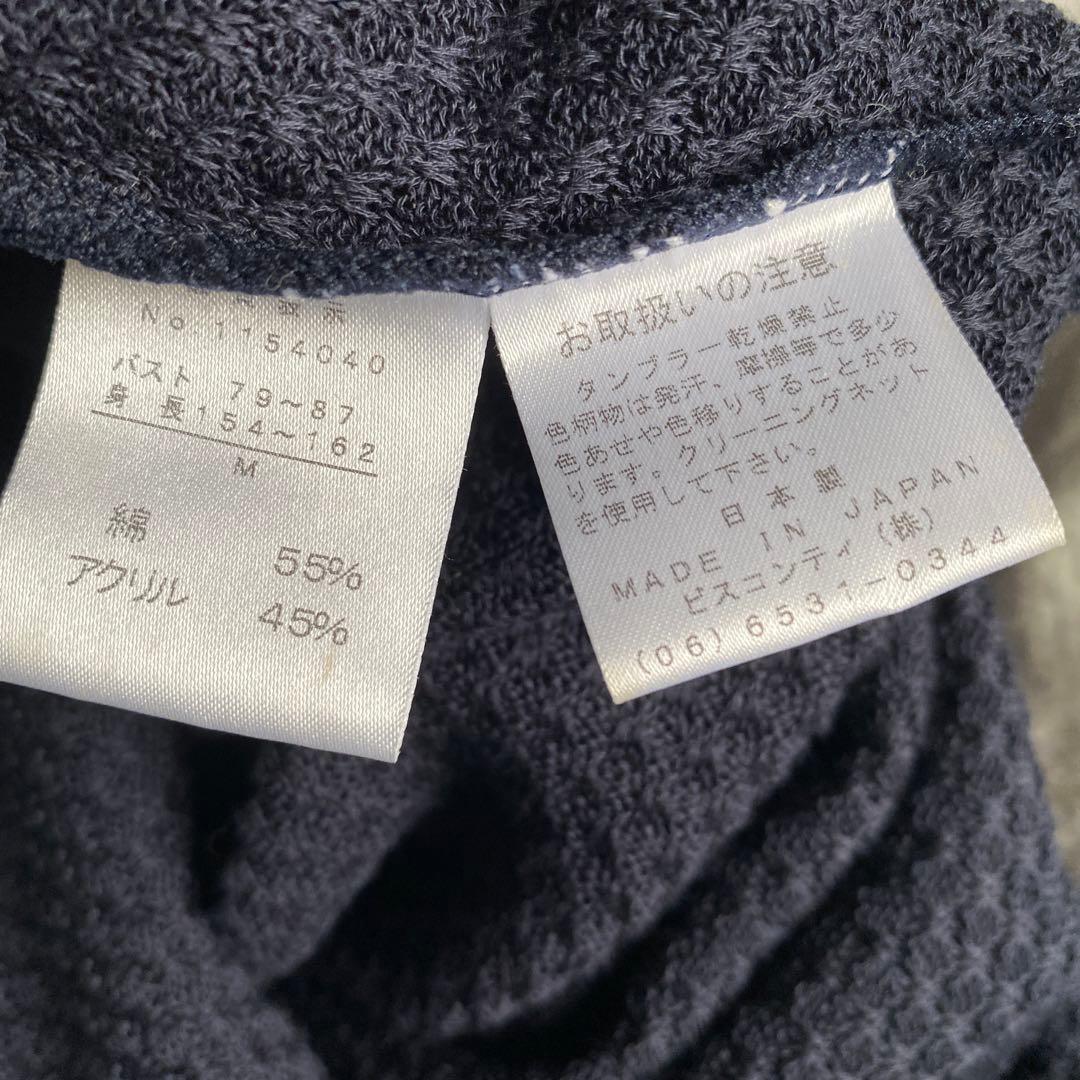 No.1154040
バスト 79～87
身 長154～162
M
綿 55%
アクリル 45%
お取扱いの注意
タンブラー乾燥禁止
色柄物は発汗、摩擦等で多少
色あせや色移りすることがあ
ります。クリーニングネット
を使用して下さい。
日本製
MADE IN JAPAN
ビスコンティ(株)
(06)6531-0344